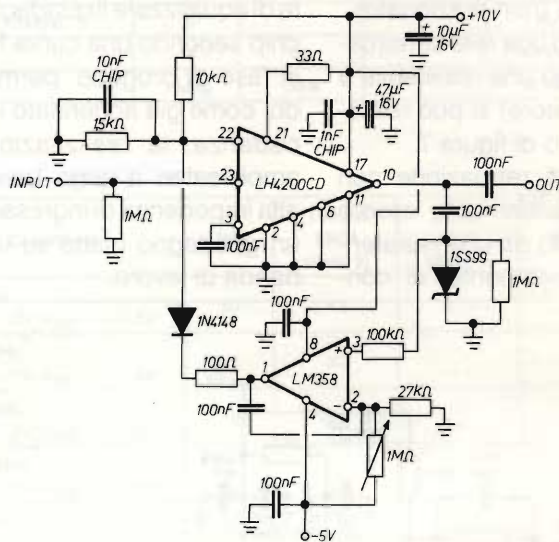 +10V
10µF
16V
10nF
CHIP
33Ω
10kΩ
47µF
16V
1nF
CHIP
15kΩ
22
21
17
100nF
INPUT
23
LH4200CD
10
OUT
11
6
4
3
2
100nF
1MΩ
100nF
1SS99
1MΩ
100nF
1N4148
8
3
100kΩ
100Ω
1
LM358
+
-
2
4
27kΩ
100nF
1MΩ
100nF
-5V